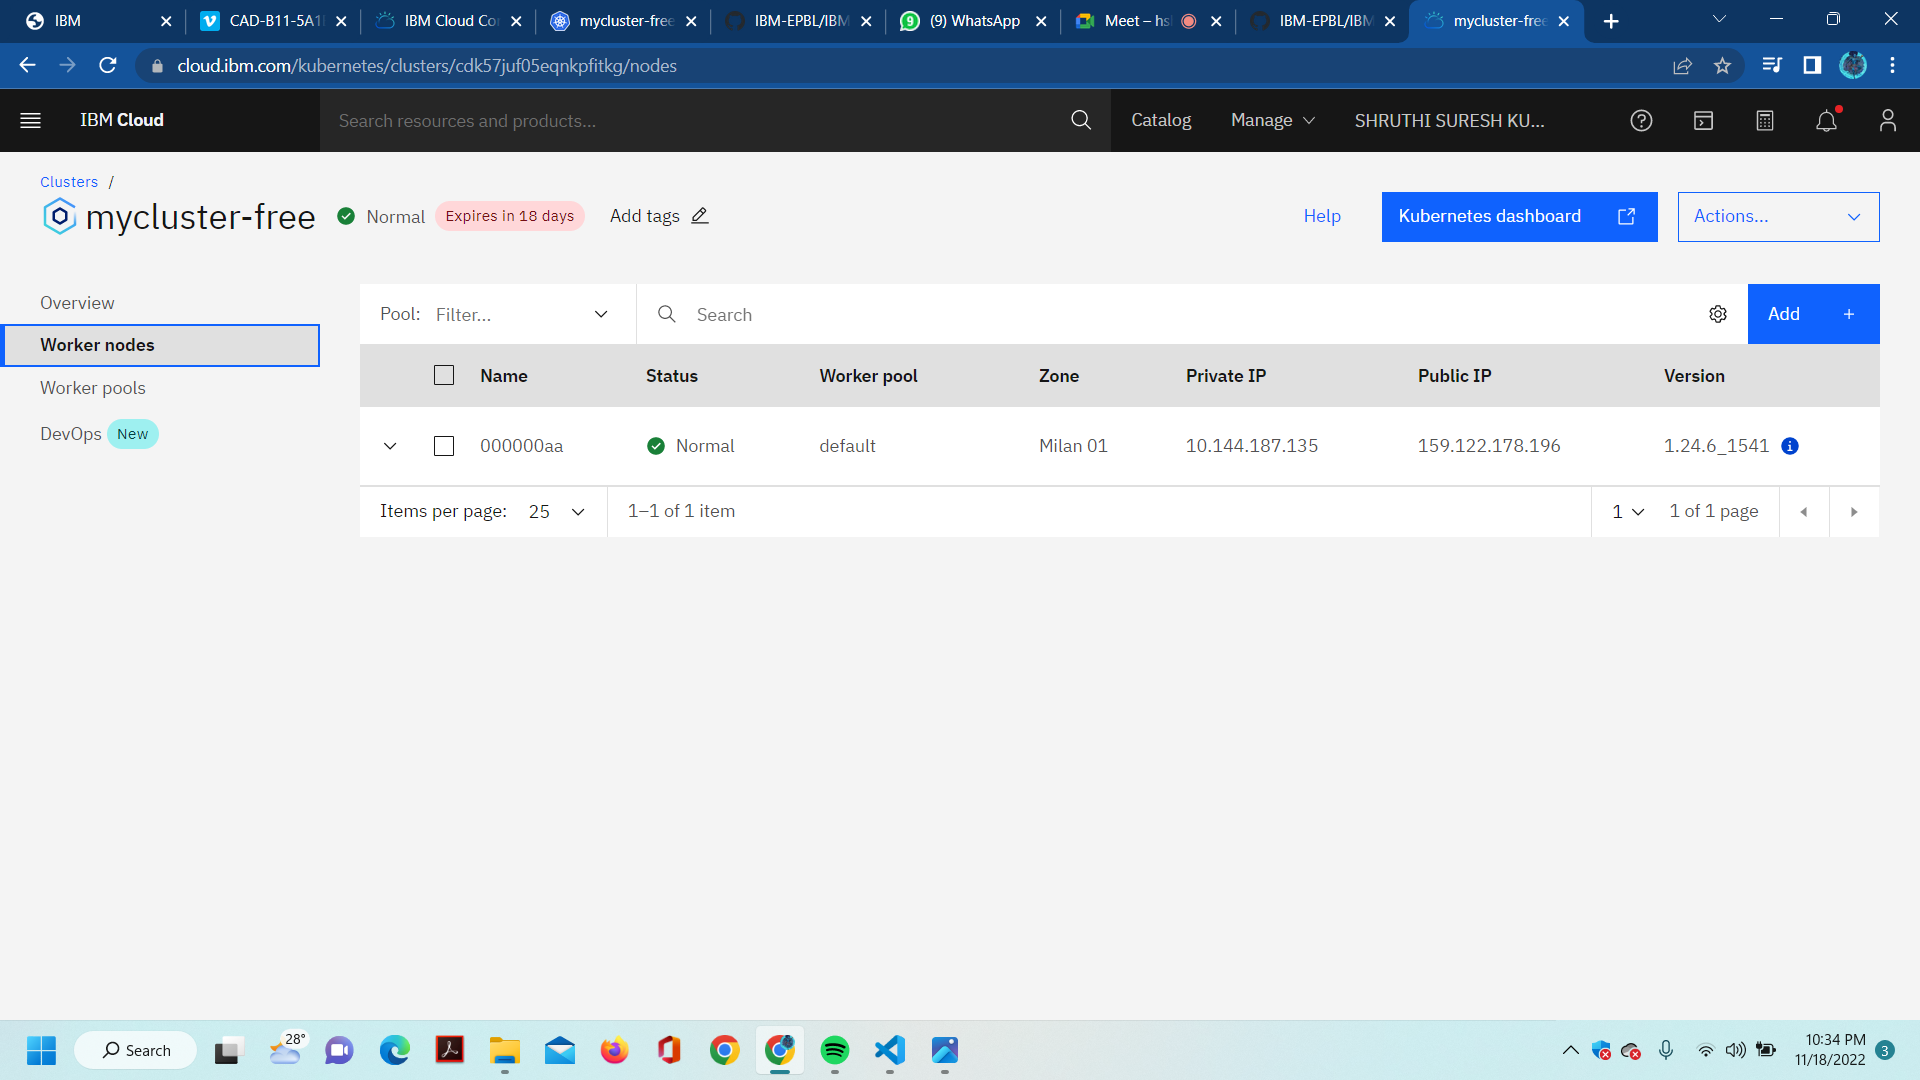 IBM CAD-B11-5A1 IBM Cloud Co mycluster-free IBM-EPBL/IBM (9) WhatsApp Meet – hs IBM-EPBL/IBM mycluster-free
cloud.ibm.com/kubernetes/clusters/cdk57juf05eqnkpfitkg/nodes
IBM Cloud Search resources and products... Catalog Manage SHRUTHI SURESH KU...
Clusters /
mycluster-free Normal Expires in 18 days Add tags Help Kubernetes dashboard Actions...
Overview
Worker nodes
Worker pools
DevOps New
Pool: Filter... Search Add +
Name Status Worker pool Zone Private IP Public IP Version
000000aa Normal default Milan 01 10.144.187.135 159.122.178.196 1.24.6_1541
Items per page: 25 1–1 of 1 item 1 1 of 1 page
Search 28° 10:34 PM
11/18/2022 3